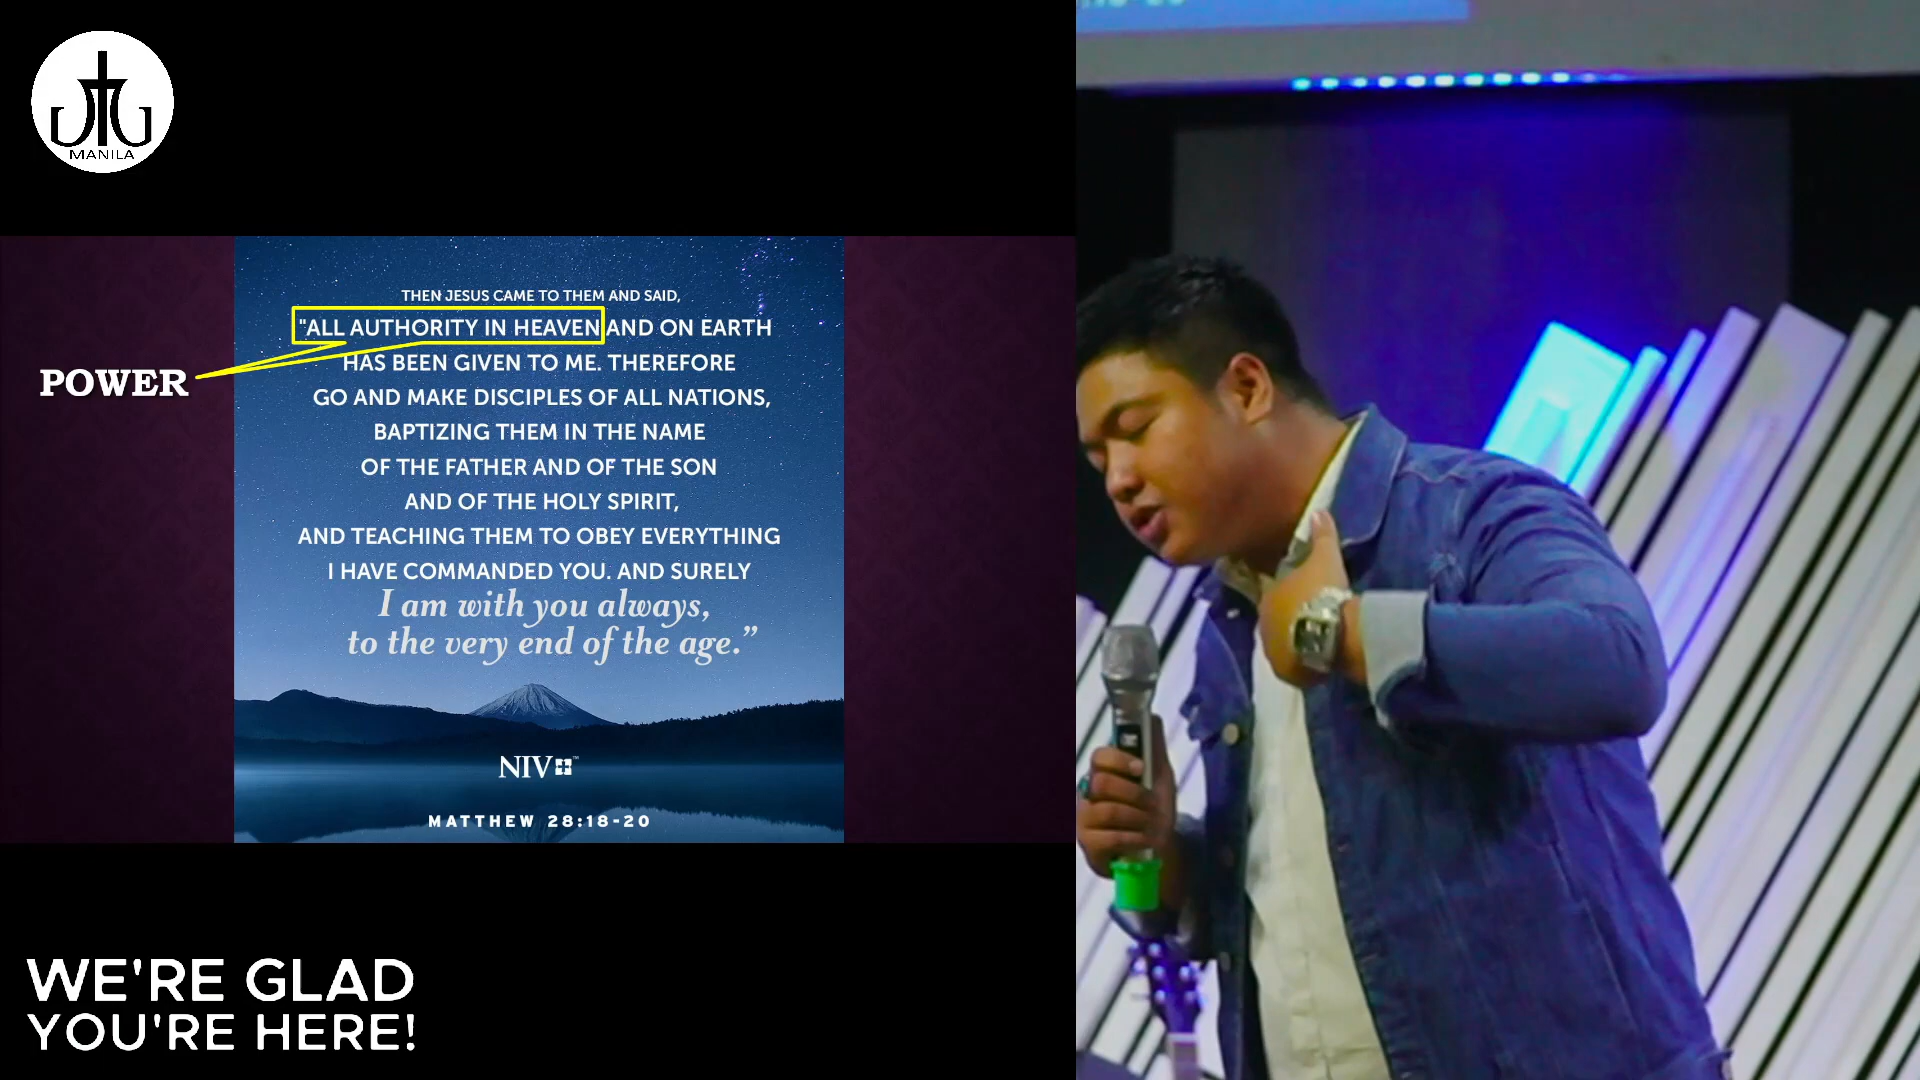 MANILA
THEN JESUS CAME TO THEM AND SAID,
"ALL AUTHORITY IN HEAVEN AND ON EARTH
HAS BEEN GIVEN TO ME. THEREFORE
GO AND MAKE DISCIPLES OF ALL NATIONS,
BAPTIZING THEM IN THE NAME
OF THE FATHER AND OF THE SON
AND OF THE HOLY SPIRIT,
AND TEACHING THEM TO OBEY EVERYTHING
I HAVE COMMANDED YOU. AND SURELY
I am with you always,
to the very end of the age.”
POWER
NIV™
MATTHEW 28:18-20
WE'RE GLAD
YOU'RE HERE!